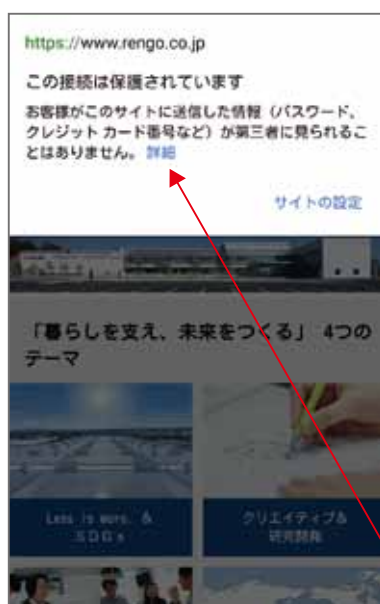 https://www.rengo.co.jp
この接続は保護されています
お客様がこのサイトに送信した情報（パスワード、
クレジット カード番号など）が第三者に見られるこ
とはありません。 詳細
サイトの設定
「暮らしを支え、未来をつくる」 4つの
テーマ
Less is more. &
SDGs
クリエイティブ&
研究開発